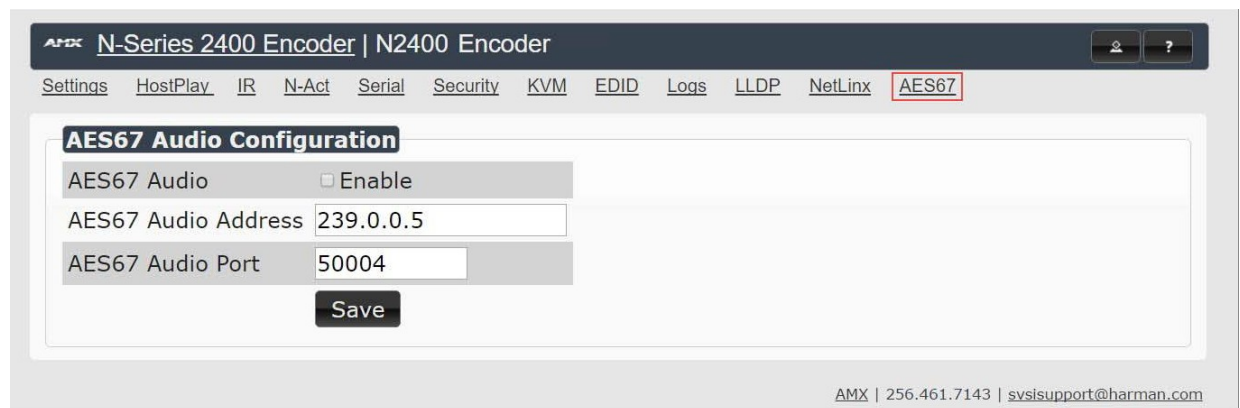 AMX N-Series 2400 Encoder | N2400 Encoder
?
Settings HostPlay IR N-Act Serial Security KVM EDID Logs LLDP NetLinx AES67
AES67 Audio Configuration
AES67 Audio Enable
AES67 Audio Address 239.0.0.5
AES67 Audio Port 50004
Save
AMX | 256.461.7143 | svsisupport@harman.com